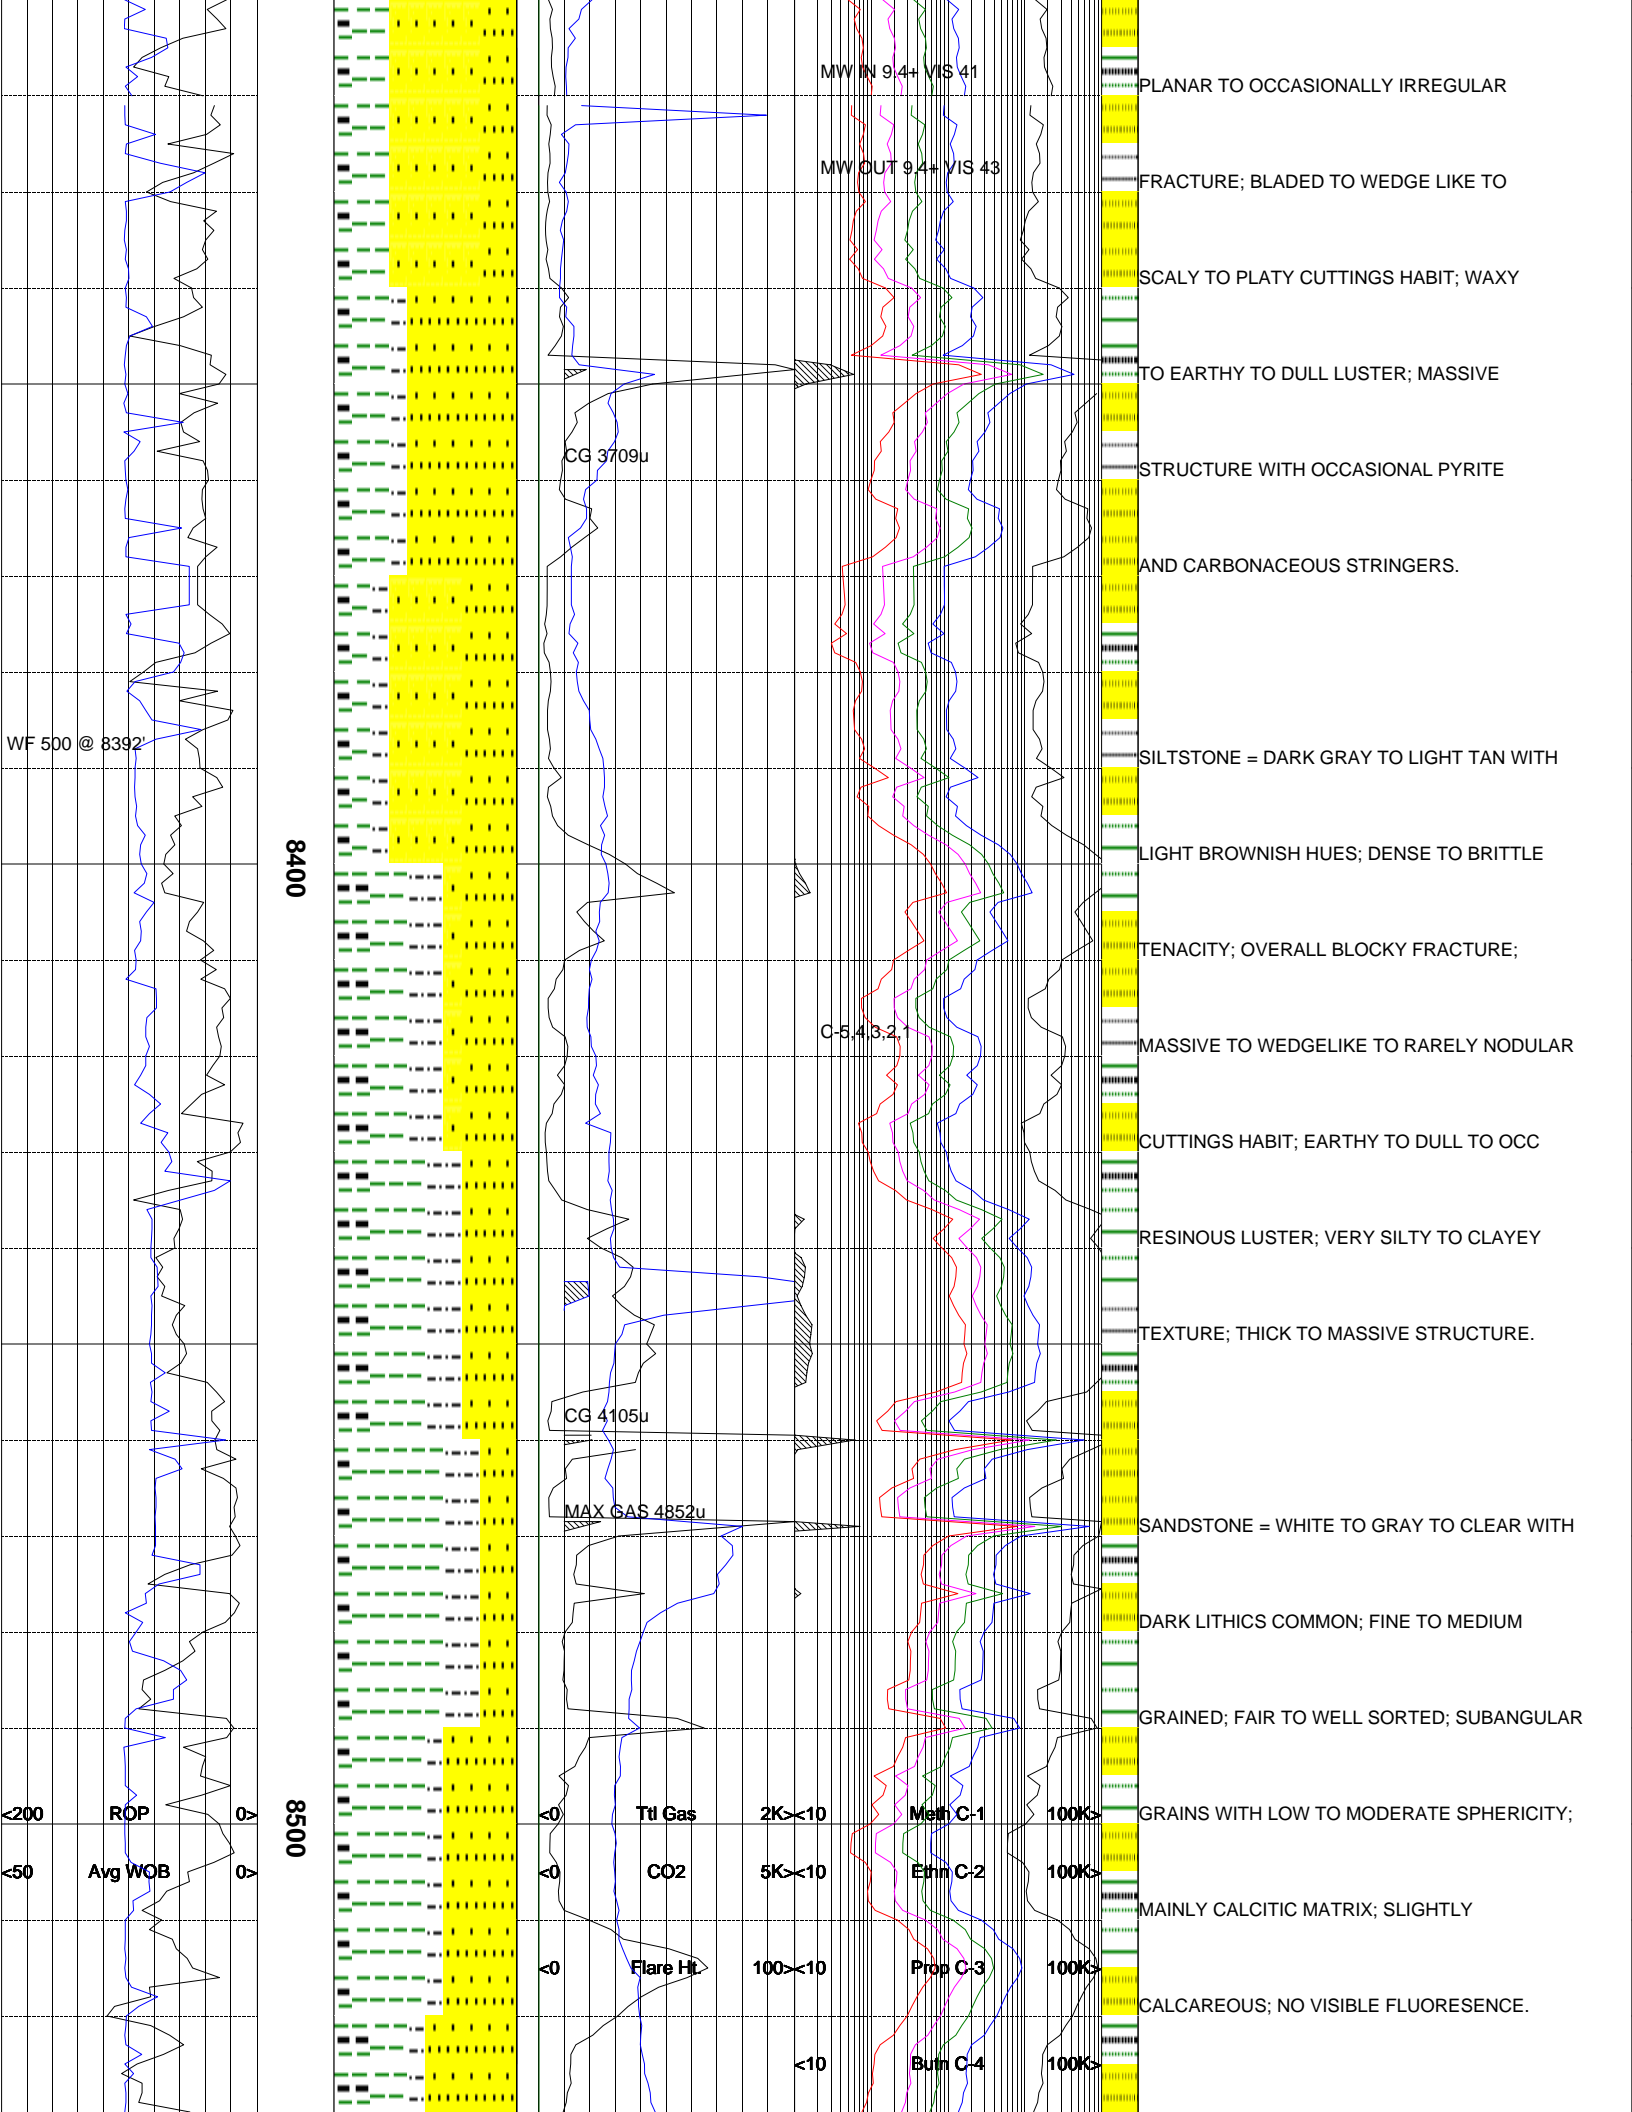 MW IN 9.4+ VIS 41
PLANAR TO OCCASIONALLY IRREGULAR
MW OUT 9.4+ VIS 43
FRACTURE; BLADED TO WEDGE LIKE TO
SCALY TO PLATY CUTTINGS HABIT; WAXY
TO EARTHY TO DULL LUSTER; MASSIVE
CG 3709u
STRUCTURE WITH OCCASIONAL PYRITE
AND CARBONACEOUS STRINGERS.
WF 500 @ 8392'
SILTSTONE = DARK GRAY TO LIGHT TAN WITH
8400
LIGHT BROWNISH HUES; DENSE TO BRITTLE
TENACITY; OVERALL BLOCKY FRACTURE;
C-5,4,3,2,1
MASSIVE TO WEDGELIKE TO RARELY NODULAR
CUTTINGS HABIT; EARTHY TO DULL TO OCC
RESINOUS LUSTER; VERY SILTY TO CLAYEY
TEXTURE; THICK TO MASSIVE STRUCTURE.
CG 4105u
MAX GAS 4852u
SANDSTONE = WHITE TO GRAY TO CLEAR WITH
DARK LITHICS COMMON; FINE TO MEDIUM
GRAINED; FAIR TO WELL SORTED; SUBANGULAR
<200 ROP 0>
8500
<0 Ttl Gas 2K>
<10 Meth C-1 100K>
GRAINS WITH LOW TO MODERATE SPHERICITY;
<50 Avg WOB 0>
<0 CO2 5K>
<10 Ethn C-2 100K>
MAINLY CALCITIC MATRIX; SLIGHTLY
<0 Flare Ht. 100>
<10 Prop C-3 100K>
CALCAREOUS; NO VISIBLE FLUORESENCE.
<10 Butn C-4 100K>